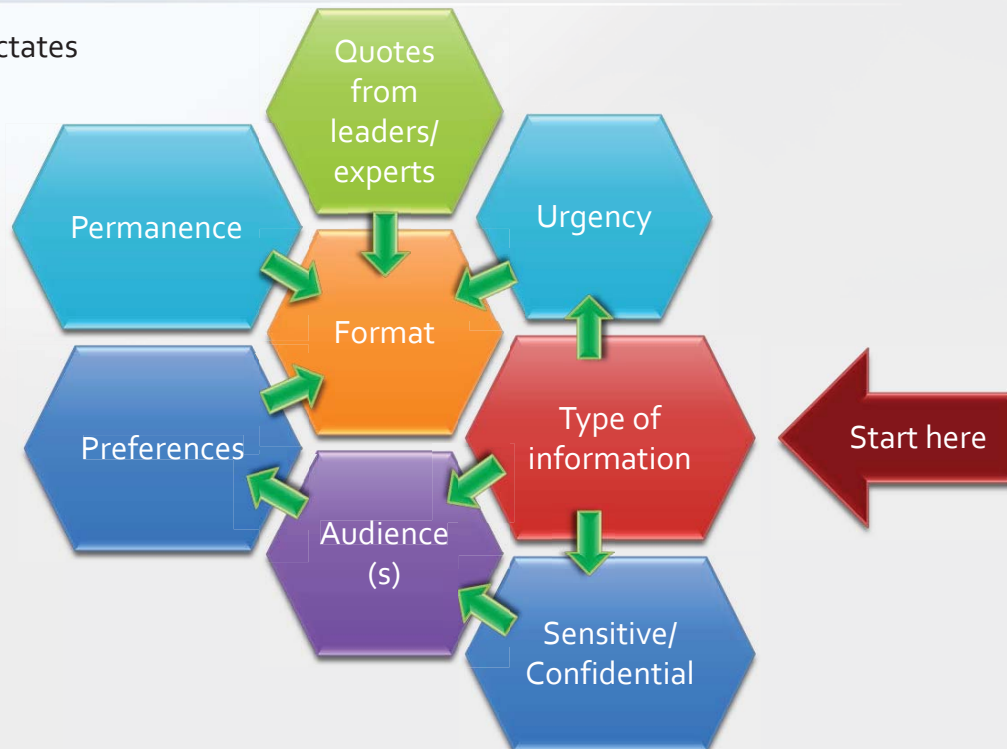 ctates
Quotes
from
leaders/
experts
Permanence
Urgency
Format
Type of
information
Start here
Preferences
Audience
(s)
Sensitive/
Confidential